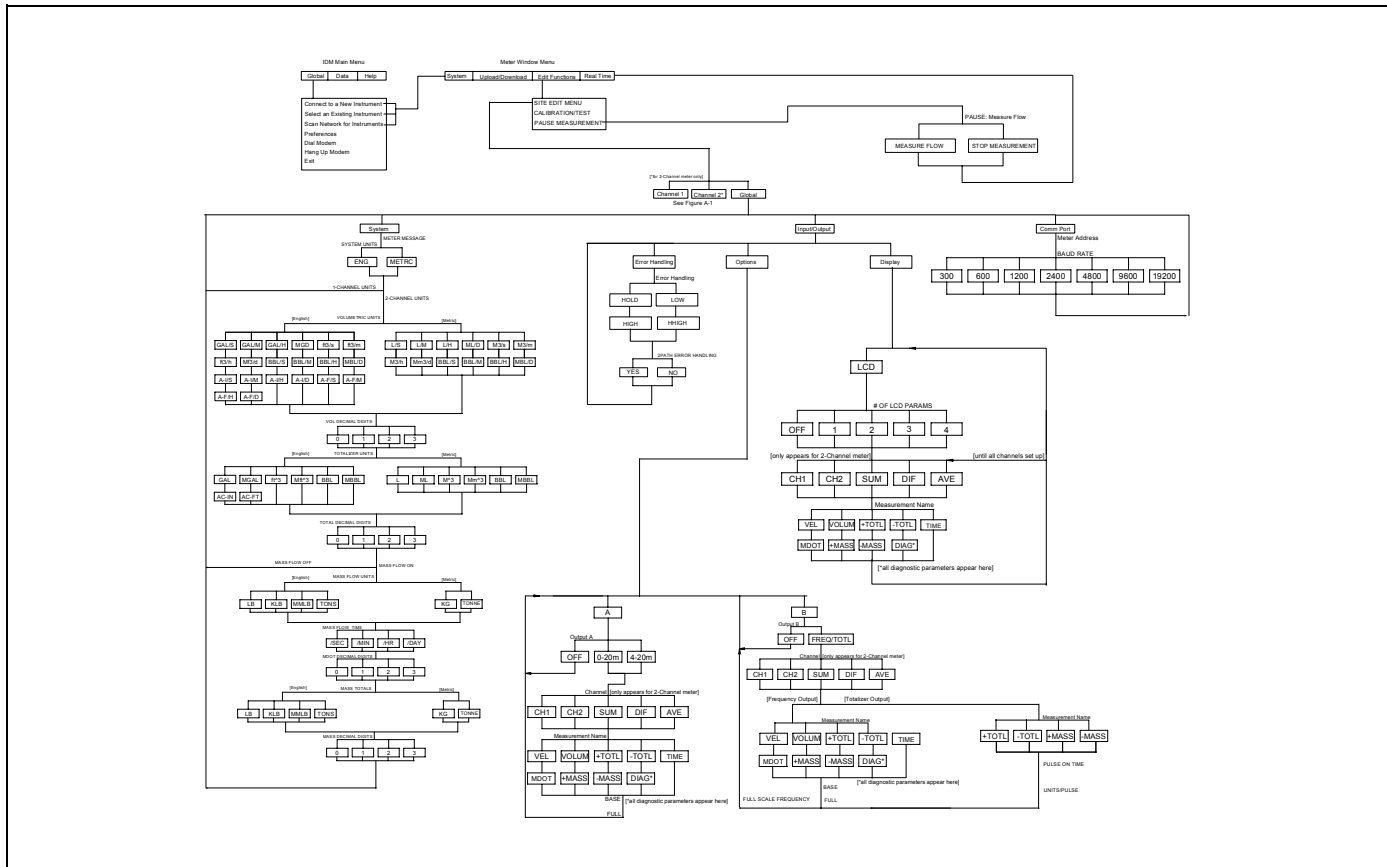 IDM Main Menu
Global Data Help
Connect to a New Instrument
Select an Existing Instrument
Scan Network for Instruments
Preferences
Dial Modem
Hang Up Modem
Exit
Meter Window Menu
System Upload/Download Edit Functions Real Time
SITE EDIT MENU
CALIBRATION/TEST
PAUSE MEASUREMENT
PAUSE: Measure Flow
MEASURE FLOW STOP MEASUREMENT
[*for 2-Channel meter only]
Channel 1 Channel 2* Global
See Figure A-1
System
METER MESSAGE
SYSTEM UNITS
ENG METRC
1-CHANNEL UNITS
2-CHANNEL UNITS
VOLUMETRIC UNITS
[English] [Metric]
GAL/S GAL/M GAL/H MGD ft3/s ft3/m
ft3/h M3/d BBL/S BBL/M BBL/H MBL/D
A-I/S A-I/M A-I/H A-I/D A-F/S A-F/M
A-F/H A-F/D
L/S L/M L/H ML/D M3/s M3/m
M3/h Mm3/d BBL/S BBL/M BBL/H MBL/D
VOL DECIMAL DIGITS
0 1 2 3
TOTALIZER UNITS
[English] [Metric]
GAL MGAL ft^3 Mft^3 BBL MBBL
AC-IN AC-FT
L ML M^3 Mm^3 BBL MBBL
TOTAL DECIMAL DIGITS
0 1 2 3
MASS FLOW OFF MASS FLOW ON
MASS FLOW UNITS
[English] [Metric]
LB KLB MMLB TONS KG TONNE
MASS FLOW TIME
/SEC /MIN /HR /DAY
MDOT DECIMAL DIGITS
0 1 2 3
MASS TOTALS
[English] [Metric]
LB KLB MMLB TONS KG TONNE
MASS DECIMAL DIGITS
0 1 2 3
Input/Output
Error Handling Options Display
Error Handling
HOLD LOW
HIGH HHIGH
2PATH ERROR HANDLING
YES NO
Comm Port
Meter Address
BAUD RATE
300 600 1200 2400 4800 9600 19200
LCD
# OF LCD PARAMS
OFF 1 2 3 4
[only appears for 2-Channel meter] [until all channels set up]
CH1 CH2 SUM DIF AVE
Measurement Name
VEL VOLUM +TOTL -TOTL TIME
MDOT +MASS -MASS DIAG*
[*all diagnostic parameters appear here]
A
Output A
OFF 0-20m 4-20m
Channel [only appears for 2-Channel meter]
CH1 CH2 SUM DIF AVE
Measurement Name
VEL VOLUM +TOTL -TOTL TIME
MDOT +MASS -MASS DIAG*
BASE [*all diagnostic parameters appear here]
FULL
B
Output B
OFF FREQ/TOTL
Channel [only appears for 2-Channel meter]
CH1 CH2 SUM DIF AVE
[Frequency Output] [Totalizer Output]
Measurement Name
VEL VOLUM +TOTL -TOTL TIME
MDOT +MASS -MASS DIAG*
[*all diagnostic parameters appear here]
BASE
FULL SCALE FREQUENCY FULL
Measurement Name
+TOTL -TOTL +MASS -MASS
PULSE ON TIME
UNITS/PULSE